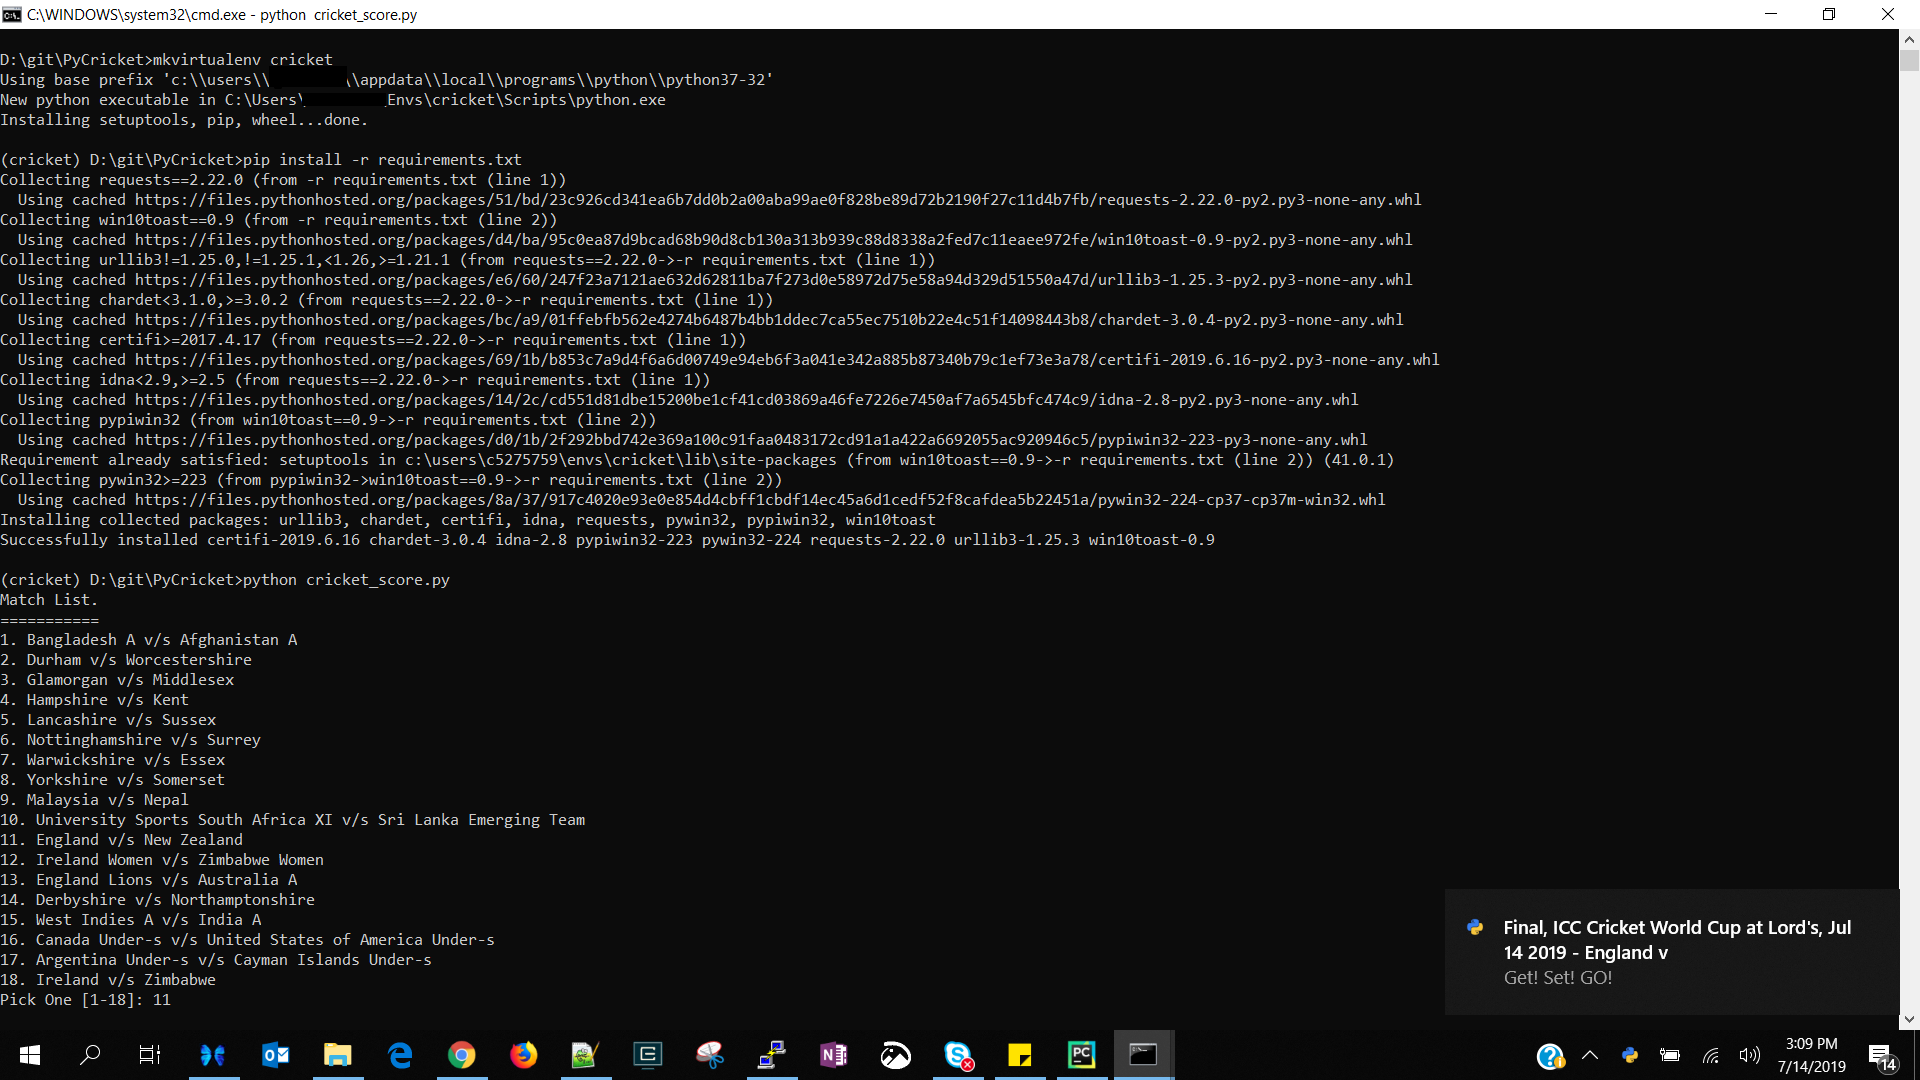 C:\WINDOWS\system32\cmd.exe - python  cricket_score.py
D:\git\PyCricket>mkvirtualenv cricket
Using base prefix 'c:\\users\\ \\appdata\\local\\programs\\python\\python37-32'
New python executable in C:\Users\ Envs\cricket\Scripts\python.exe
Installing setuptools, pip, wheel...done.
(cricket) D:\git\PyCricket>pip install -r requirements.txt
Collecting requests==2.22.0 (from -r requirements.txt (line 1))
  Using cached https://files.pythonhosted.org/packages/51/bd/23c926cd341ea6b7dd0b2a00aba99ae0f828be89d72b2190f27c11d4b7fb/requests-2.22.0-py2.py3-none-any.whl
Collecting win10toast==0.9 (from -r requirements.txt (line 2))
  Using cached https://files.pythonhosted.org/packages/d4/ba/95c0ea87d9bcad68b90d8cb130a313b939c88d8338a2fed7c11eaee972fe/win10toast-0.9-py2.py3-none-any.whl
Collecting urllib3!=1.25.0,!=1.25.1,<1.26,>=1.21.1 (from requests==2.22.0->-r requirements.txt (line 1))
  Using cached https://files.pythonhosted.org/packages/e6/60/247f23a7121ae632d62811ba7f273d0e58972d75e58a94d329d51550a47d/urllib3-1.25.3-py2.py3-none-any.whl
Collecting chardet<3.1.0,>=3.0.2 (from requests==2.22.0->-r requirements.txt (line 1))
  Using cached https://files.pythonhosted.org/packages/bc/a9/01ffebfb562e4274b6487b4bb1ddec7ca55ec7510b22e4c51f14098443b8/chardet-3.0.4-py2.py3-none-any.whl
Collecting certifi>=2017.4.17 (from requests==2.22.0->-r requirements.txt (line 1))
  Using cached https://files.pythonhosted.org/packages/69/1b/b853c7a9d4f6a6d00749e94eb6f3a041e342a885b87340b79c1ef73e3a78/certifi-2019.6.16-py2.py3-none-any.whl
Collecting idna<2.9,>=2.5 (from requests==2.22.0->-r requirements.txt (line 1))
  Using cached https://files.pythonhosted.org/packages/14/2c/cd551d81dbe15200be1cf41cd03869a46fe7226e7450af7a6545bfc474c9/idna-2.8-py2.py3-none-any.whl
Collecting pypiwin32 (from win10toast==0.9->-r requirements.txt (line 2))
  Using cached https://files.pythonhosted.org/packages/d0/1b/2f292bbd742e369a100c91faa0483172cd91a1a422a6692055ac920946c5/pypiwin32-223-py3-none-any.whl
Requirement already satisfied: setuptools in c:\users\c5275759\envs\cricket\lib\site-packages (from win10toast==0.9->-r requirements.txt (line 2)) (41.0.1)
Collecting pywin32>=223 (from pypiwin32->win10toast==0.9->-r requirements.txt (line 2))
  Using cached https://files.pythonhosted.org/packages/8a/37/917c4020e93e0e854d4cbff1cbdf14ec45a6d1cedf52f8cafdea5b22451a/pywin32-224-cp37-cp37m-win32.whl
Installing collected packages: urllib3, chardet, certifi, idna, requests, pywin32, pypiwin32, win10toast
Successfully installed certifi-2019.6.16 chardet-3.0.4 idna-2.8 pypiwin32-223 pywin32-224 requests-2.22.0 urllib3-1.25.3 win10toast-0.9
(cricket) D:\git\PyCricket>python cricket_score.py
Match List.
===========
1. Bangladesh A v/s Afghanistan A
2. Durham v/s Worcestershire
3. Glamorgan v/s Middlesex
4. Hampshire v/s Kent
5. Lancashire v/s Sussex
6. Nottinghamshire v/s Surrey
7. Warwickshire v/s Essex
8. Yorkshire v/s Somerset
9. Malaysia v/s Nepal
10. University Sports South Africa XI v/s Sri Lanka Emerging Team
11. England v/s New Zealand
12. Ireland Women v/s Zimbabwe Women
13. England Lions v/s Australia A
14. Derbyshire v/s Northamptonshire
15. West Indies A v/s India A
16. Canada Under-s v/s United States of America Under-s
17. Argentina Under-s v/s Cayman Islands Under-s
18. Ireland v/s Zimbabwe
Pick One [1-18]: 11
Final, ICC Cricket World Cup at Lord's, Jul
14 2019 - England v
Get! Set! GO!
3:09 PM
7/14/2019
14